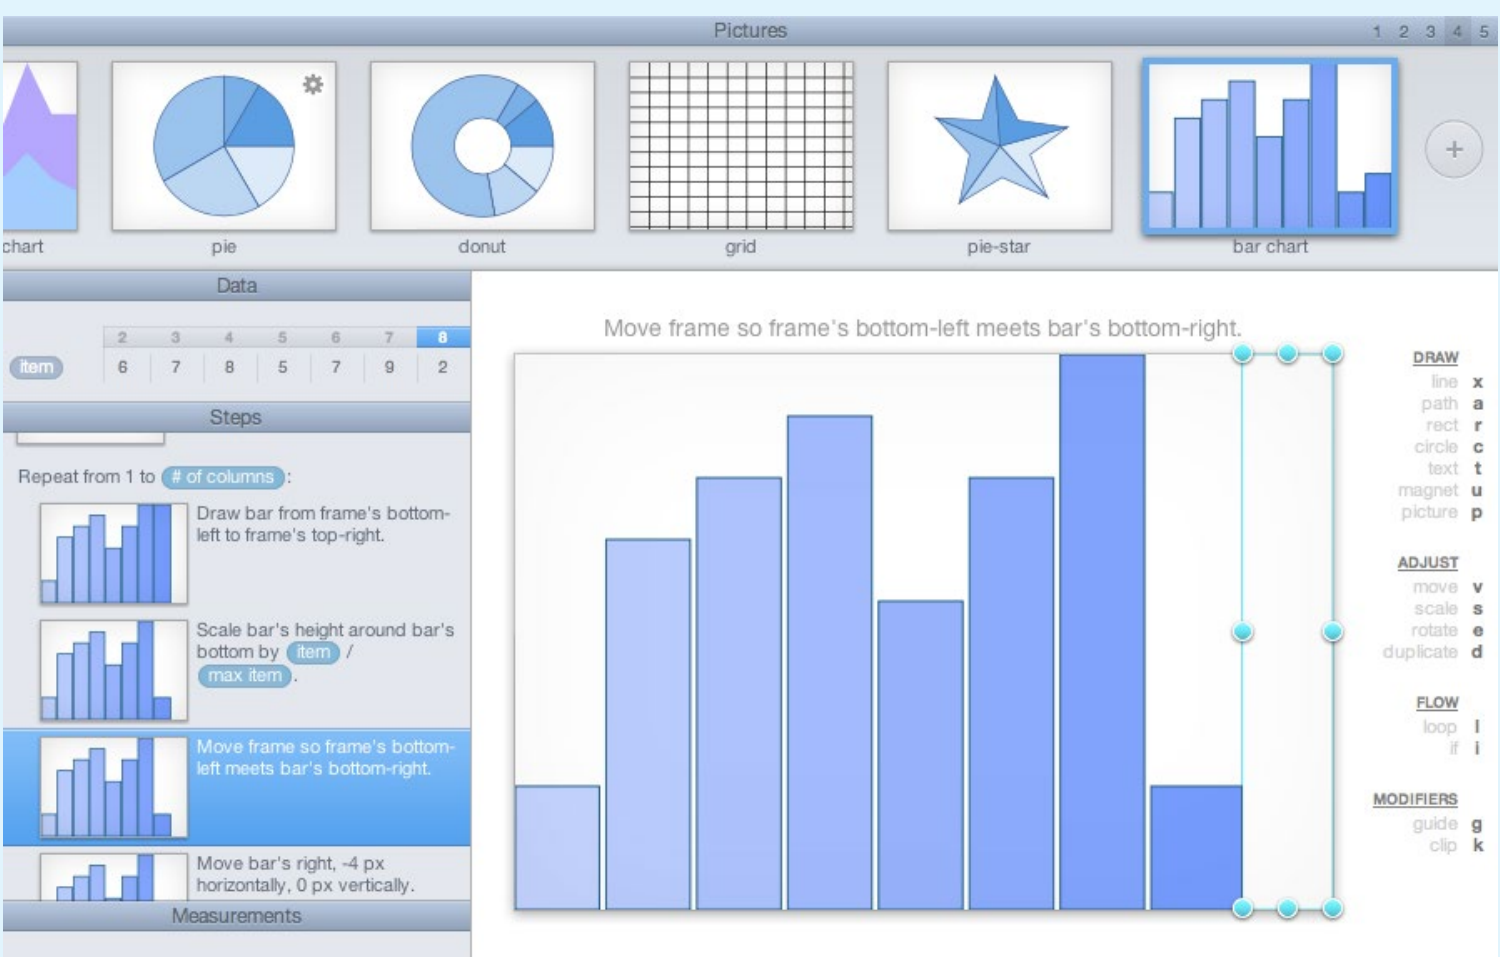 Pictures
1 2 3 4 5
chart
pie
donut
grid
pie-star
bar chart
Data
2 3 4 5 6 7 8
item 6 7 8 5 7 9 2
Steps
Repeat from 1 to # of columns :
Draw bar from frame's bottom-
left to frame's top-right.
Scale bar's height around bar's
bottom by item /
max item .
Move frame so frame's bottom-
left meets bar's bottom-right.
Move bar's right, -4 px
horizontally, 0 px vertically.
Measurements
Move frame so frame's bottom-left meets bar's bottom-right.
DRAW
line x
path a
rect r
circle c
text t
magnet u
picture p
ADJUST
move v
scale s
rotate e
duplicate d
FLOW
loop l
if i
MODIFIERS
guide g
clip k